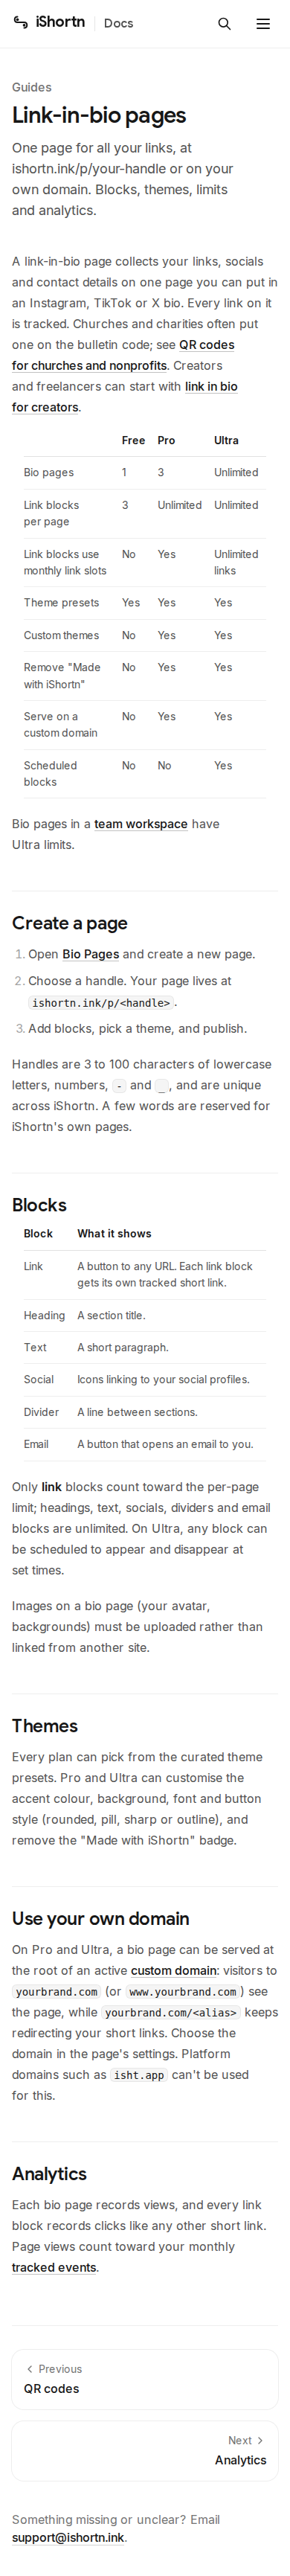 iShortn Docs
Guides
Link-in-bio pages
One page for all your links, at
ishortn.ink/p/your-handle or on your
own domain. Blocks, themes, limits
and analytics.
A link-in-bio page collects your links, socials
and contact details on one page you can put in
an Instagram, TikTok or X bio. Every link on it
is tracked. Churches and charities often put
one on the bulletin code; see QR codes
for churches and nonprofits. Creators
and freelancers can start with link in bio
for creators.
Free Pro Ultra
Bio pages 1 3 Unlimited
Link blocks 3 Unlimited Unlimited
per page
Link blocks use No Yes Unlimited
monthly link slots links
Theme presets Yes Yes Yes
Custom themes No Yes Yes
Remove "Made No Yes Yes
with iShortn"
Serve on a No Yes Yes
custom domain
Scheduled No No Yes
blocks
Bio pages in a team workspace have
Ultra limits.
Create a page
1. Open Bio Pages and create a new page.
2. Choose a handle. Your page lives at
ishortn.ink/p/<handle>.
3. Add blocks, pick a theme, and publish.
Handles are 3 to 100 characters of lowercase
letters, numbers, - and _, and are unique
across iShortn. A few words are reserved for
iShortn's own pages.
Blocks
Block What it shows
Link A button to any URL. Each link block
gets its own tracked short link.
Heading A section title.
Text A short paragraph.
Social Icons linking to your social profiles.
Divider A line between sections.
Email A button that opens an email to you.
Only link blocks count toward the per-page
limit; headings, text, socials, dividers and email
blocks are unlimited. On Ultra, any block can
be scheduled to appear and disappear at
set times.
Images on a bio page (your avatar,
backgrounds) must be uploaded rather than
linked from another site.
Themes
Every plan can pick from the curated theme
presets. Pro and Ultra can customise the
accent colour, background, font and button
style (rounded, pill, sharp or outline), and
remove the "Made with iShortn" badge.
Use your own domain
On Pro and Ultra, a bio page can be served at
the root of an active custom domain: visitors to
yourbrand.com (or www.yourbrand.com) see
the page, while yourbrand.com/<alias> keeps
redirecting your short links. Choose the
domain in the page's settings. Platform
domains such as isht.app can't be used
for this.
Analytics
Each bio page records views, and every link
block records clicks like any other short link.
Page views count toward your monthly
tracked events.
Previous
QR codes
Next
Analytics
Something missing or unclear? Email
support@ishortn.ink.